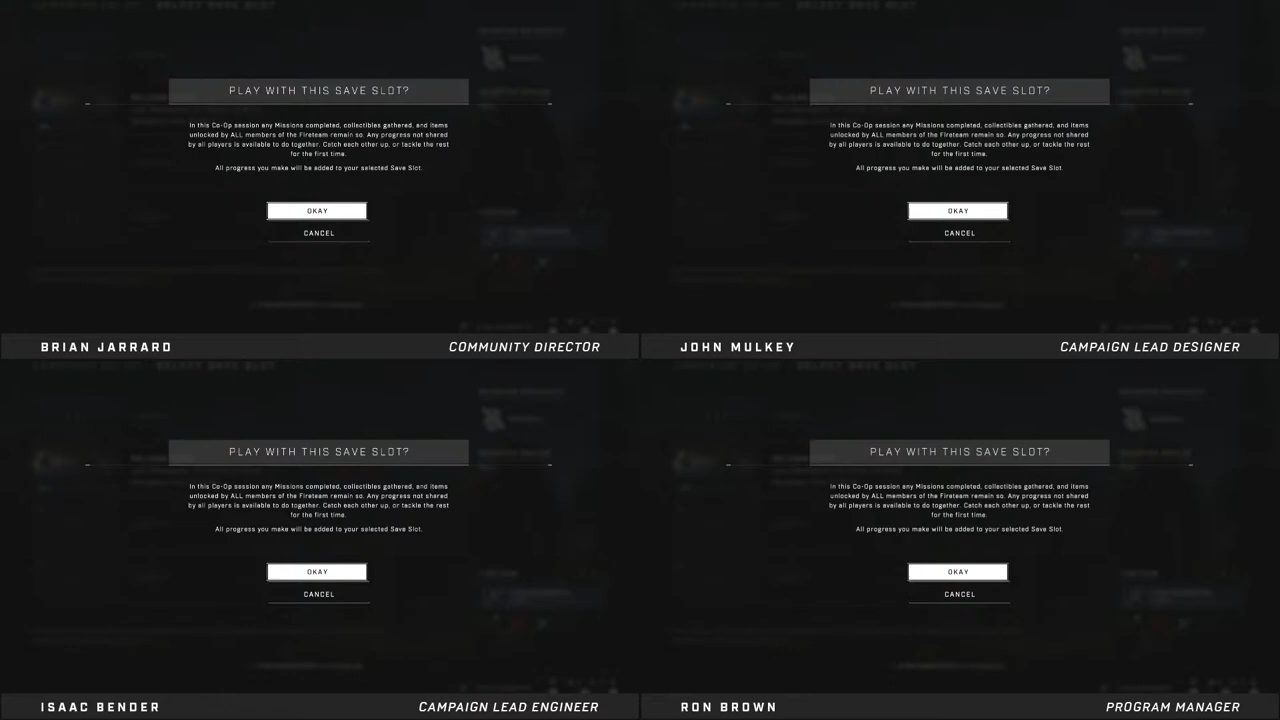 PLAY WITH THIS SAVE SLOT?
In this Co-Op session any Missions completed, collectibles gathered, and items
unlocked by ALL members of the Fireteam remain so. Any progress not shared
by all players is available to do together. Catch each other up, or tackle the rest
for the first time.
All progress you make will be added to your selected Save Slot.
OKAY
CANCEL
BRIAN JARRARD
COMMUNITY DIRECTOR
PLAY WITH THIS SAVE SLOT?
In this Co-Op session any Missions completed, collectibles gathered, and items
unlocked by ALL members of the Fireteam remain so. Any progress not shared
by all players is available to do together. Catch each other up, or tackle the rest
for the first time.
All progress you make will be added to your selected Save Slot.
OKAY
CANCEL
JOHN MULKEY
CAMPAIGN LEAD DESIGNER
PLAY WITH THIS SAVE SLOT?
In this Co-Op session any Missions completed, collectibles gathered, and items
unlocked by ALL members of the Fireteam remain so. Any progress not shared
by all players is available to do together. Catch each other up, or tackle the rest
for the first time.
All progress you make will be added to your selected Save Slot.
OKAY
CANCEL
ISAAC BENDER
CAMPAIGN LEAD ENGINEER
PLAY WITH THIS SAVE SLOT?
In this Co-Op session any Missions completed, collectibles gathered, and items
unlocked by ALL members of the Fireteam remain so. Any progress not shared
by all players is available to do together. Catch each other up, or tackle the rest
for the first time.
All progress you make will be added to your selected Save Slot.
OKAY
CANCEL
RON BROWN
PROGRAM MANAGER